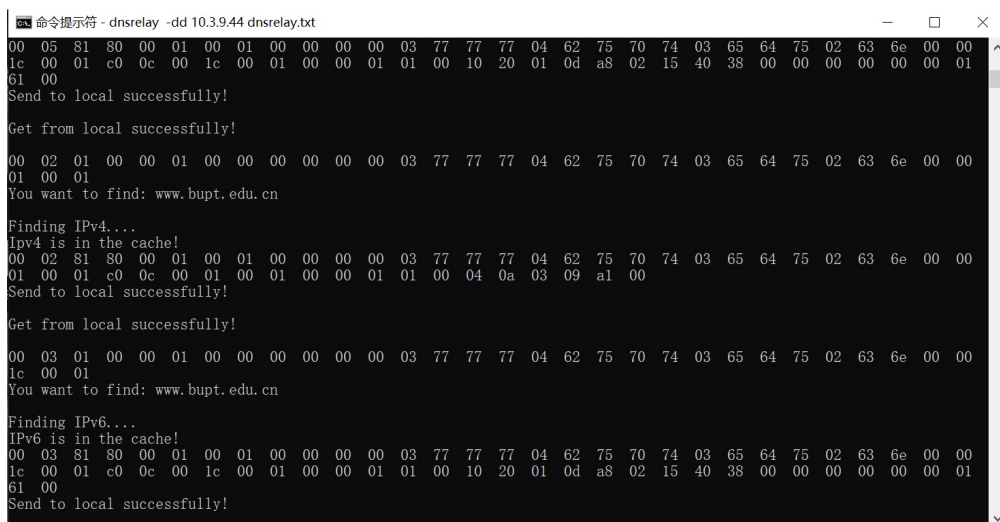 命令提示符 - dnsrelay  -dd 10.3.9.44 dnsrelay.txt
00 05 81 80 00 01 00 01 00 00 00 00 03 77 77 77 04 62 75 70 74 03 65 64 75 02 63 6e 00 00
1c 00 01 c0 0c 00 1c 00 01 00 00 01 01 00 10 20 01 0d a8 02 15 40 38 00 00 00 00 00 00 01
61 00
Send to local successfully!
Get from local successfully!
00 02 01 00 00 01 00 00 00 00 00 00 03 77 77 77 04 62 75 70 74 03 65 64 75 02 63 6e 00 00
01 00 01
You want to find: www.bupt.edu.cn
Finding IPv4....
Ipv4 is in the cache!
00 02 81 80 00 01 00 01 00 00 00 00 03 77 77 77 04 62 75 70 74 03 65 64 75 02 63 6e 00 00
01 00 01 c0 0c 00 01 00 01 00 00 01 01 00 04 0a 03 09 a1 00
Send to local successfully!
Get from local successfully!
00 03 01 00 00 01 00 00 00 00 00 00 03 77 77 77 04 62 75 70 74 03 65 64 75 02 63 6e 00 00
1c 00 01
You want to find: www.bupt.edu.cn
Finding IPv6....
IPv6 is in the cache!
00 03 81 80 00 01 00 01 00 00 00 00 03 77 77 77 04 62 75 70 74 03 65 64 75 02 63 6e 00 00
1c 00 01 c0 0c 00 1c 00 01 00 00 01 01 00 10 20 01 0d a8 02 15 40 38 00 00 00 00 00 00 01
61 00
Send to local successfully!